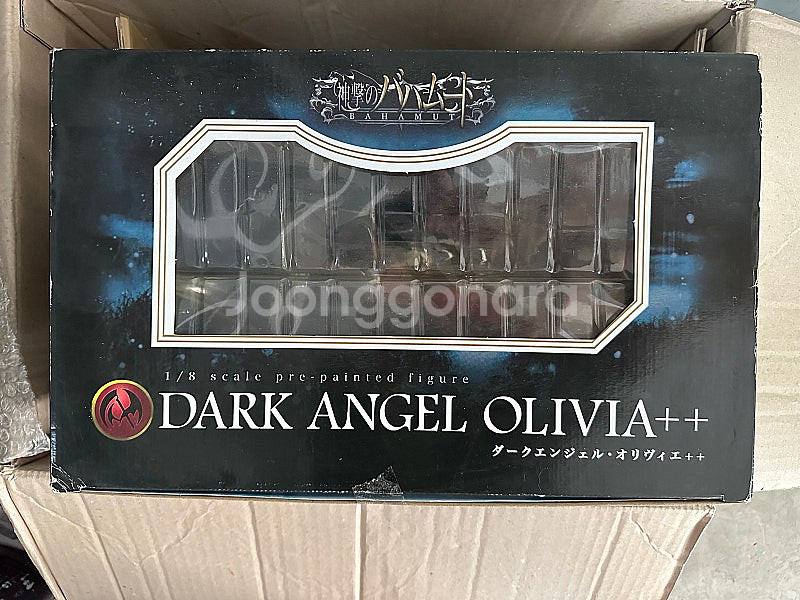 神撃のバハムート
BAHAMUT
Joonggonara
1/8 scale pre-painted figure
DARK ANGEL OLIVIA++
ダークエンジェル・オリヴィエ++